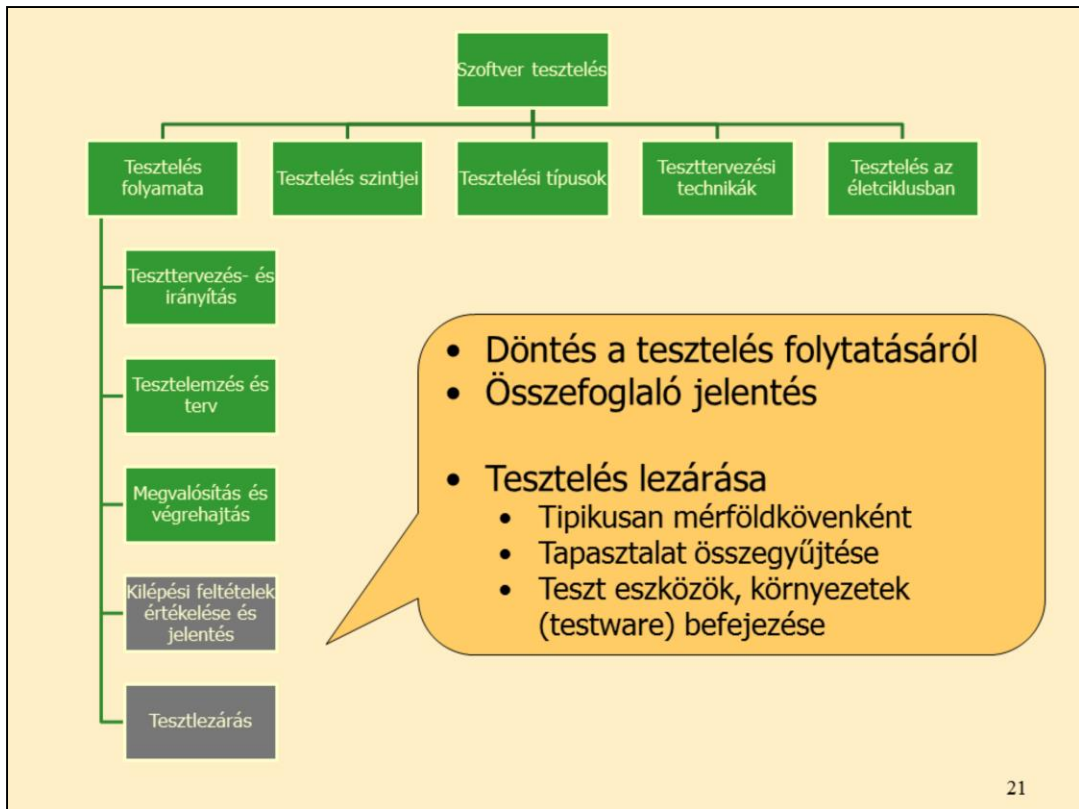 Szoftver tesztelés
Tesztelés
folyamata
Tesztelés szintjei
Tesztelési típusok
Teszttervezési
technikák
Tesztelés az
életciklusban
Teszttervezés- és
irányítás
Tesztelemzés és
terv
Megvalósítás és
végrehajtás
Kilépési feltételek
értékelése és
jelentés
Tesztlezárás
• Döntés a tesztelés folytatásáról
• Összefoglaló jelentés
• Tesztelés lezárása
• Tipikusan mérföldkövenként
• Tapasztalat összegyűjtése
• Teszt eszközök, környezetek
(testware) befejezése
21